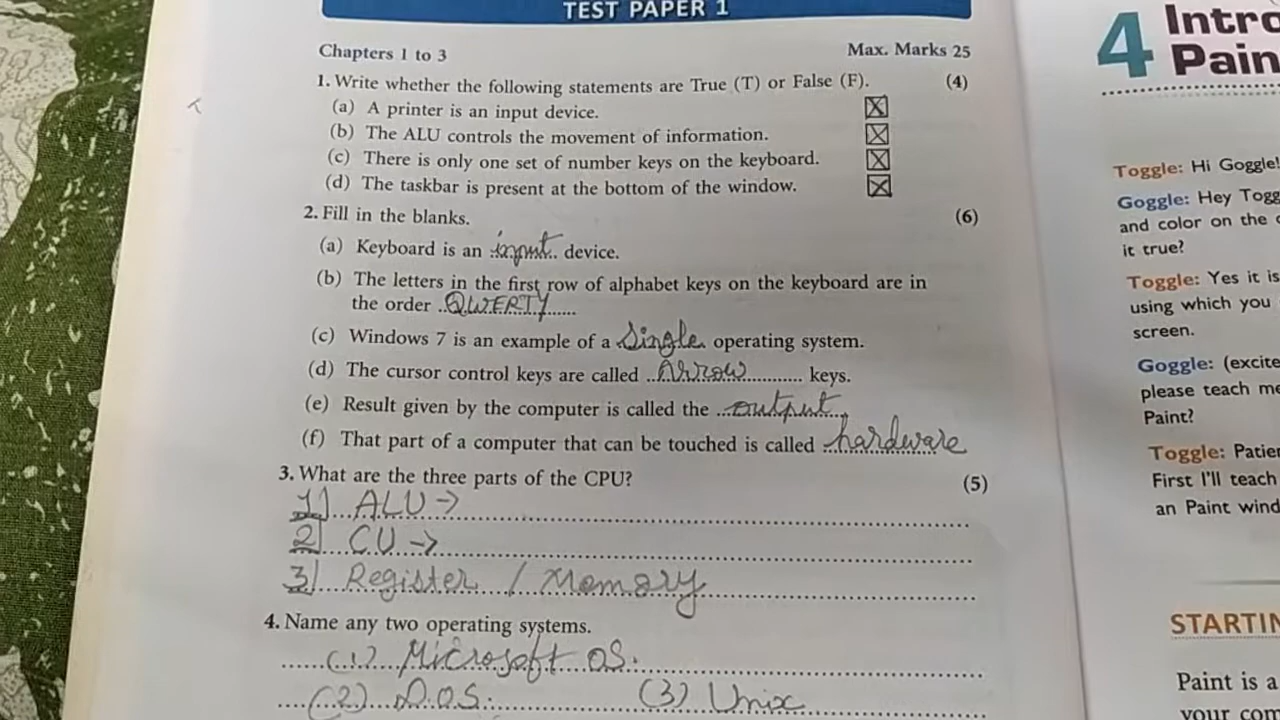 TEST PAPER 1
Chapters 1 to 3 Max. Marks 25
1. Write whether the following statements are True (T) or False (F). (4)
(a) A printer is an input device. X
(b) The ALU controls the movement of information. X
(c) There is only one set of number keys on the keyboard. X
(d) The taskbar is present at the bottom of the window. X
2. Fill in the blanks. (6)
(a) Keyboard is an input device.
(b) The letters in the first row of alphabet keys on the keyboard are in
the order QWERTY
(c) Windows 7 is an example of a Single operating system.
(d) The cursor control keys are called Arrow keys.
(e) Result given by the computer is called the output
(f) That part of a computer that can be touched is called hardware
3. What are the three parts of the CPU? (5)
1) ALU →
2) CU →
3) Register / Memory
4. Name any two operating systems.
(1) Microsoft OS.
(2) D.O.S. (3) Unix
4 Intro
Pain
Toggle: Hi Goggle!
Goggle: Hey Togg
and color on the
it true?
Toggle: Yes it is
using which you
screen.
Goggle: (excite
please teach me
Paint?
Toggle: Patier
First I'll teach
an Paint wind
STARTIN
Paint is a
your com